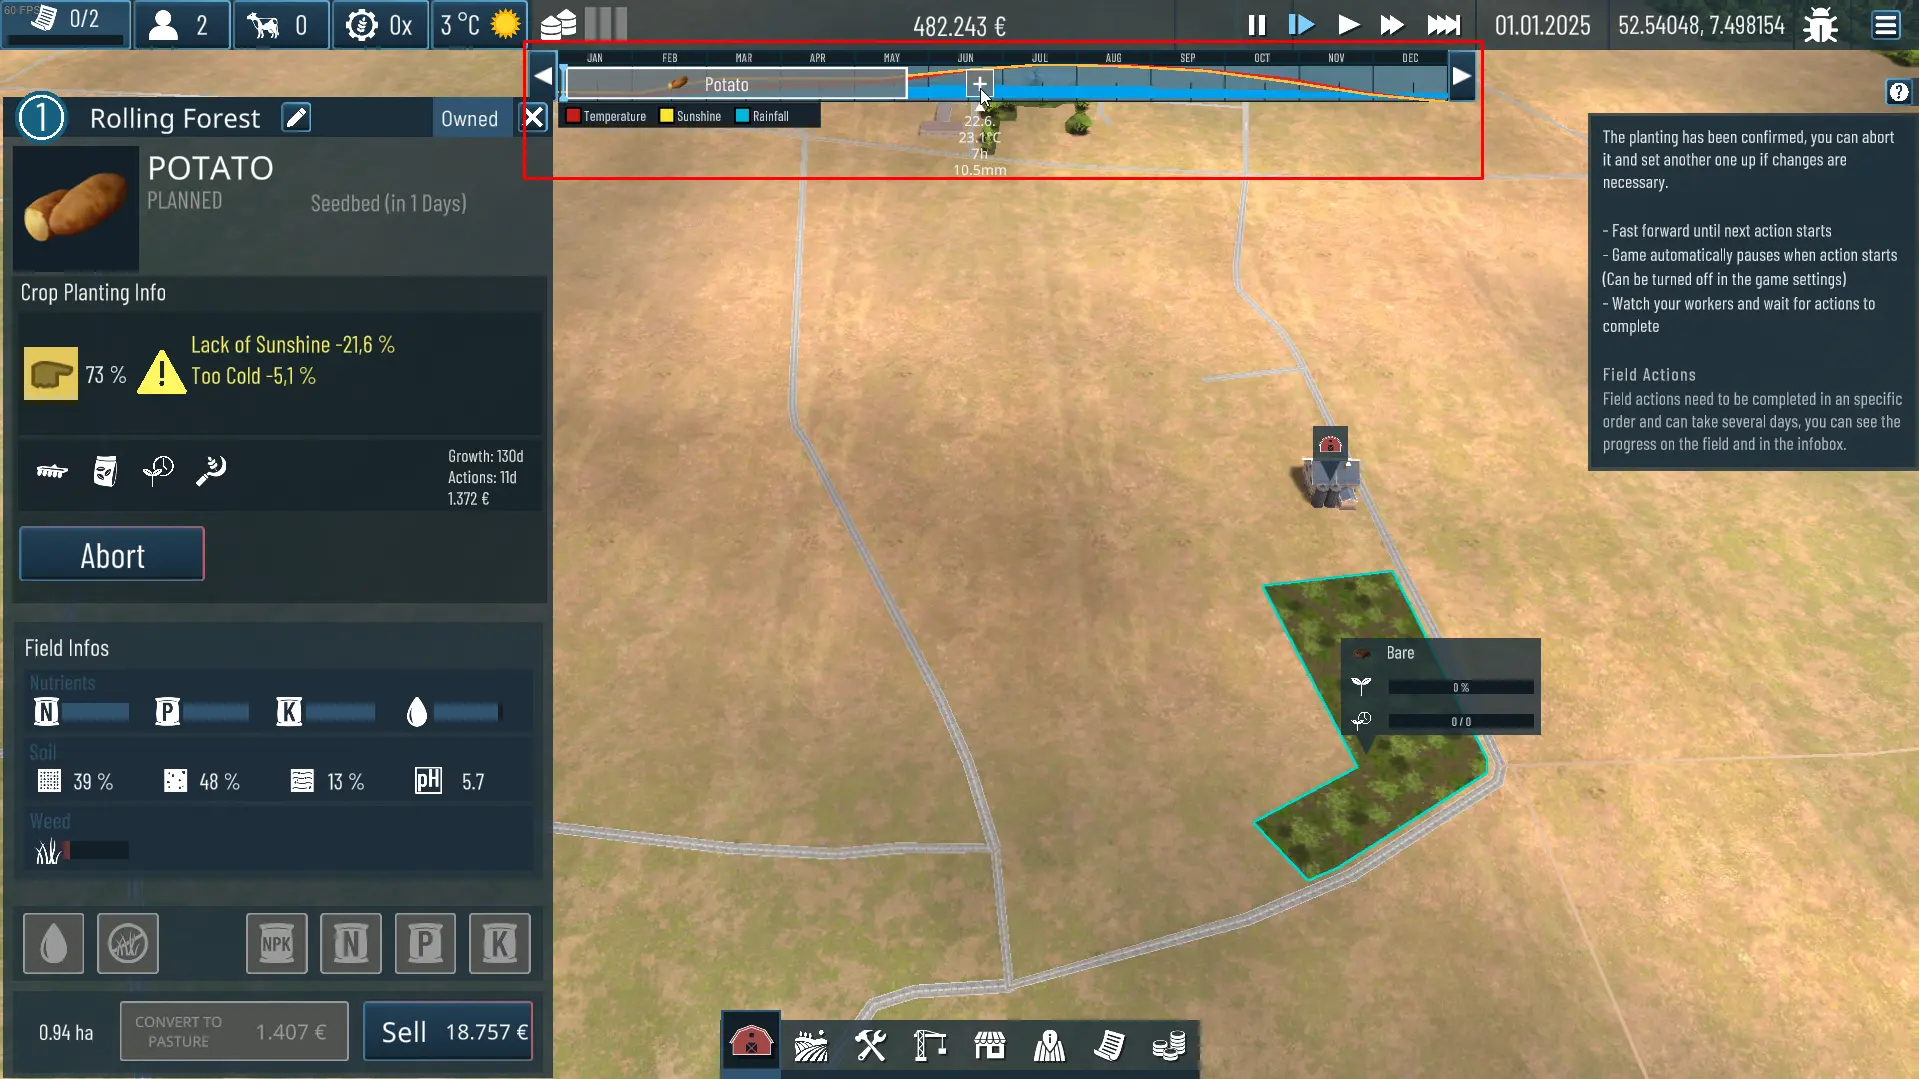 60 FPS
0/2
2
0
0x
3 °C
482.243 €
01.01.2025
52.54048, 7.498154
JAN FEB MAR APR MAY JUN JUL AUG SEP OCT NOV DEC
Potato
Temperature Sunshine Rainfall
22.6.
23.1°C
7h
10.5mm
1 Rolling Forest
Owned
POTATO
PLANNED
Seedbed (in 1 Days)
Crop Planting Info
73 %
Lack of Sunshine -21,6 %
Too Cold -5,1 %
Growth: 130d
Actions: 11d
1.372 €
Abort
Field Infos
Nutrients
N P K
Soil
39 % 48 % 13 % pH 5.7
Weed
NPK N P K
0.94 ha
CONVERT TO
PASTURE
1.407 €
Sell 18.757 €
The planting has been confirmed, you can abort
it and set another one up if changes are
necessary.
- Fast forward until next action starts
- Game automatically pauses when action starts
(Can be turned off in the game settings)
- Watch your workers and wait for actions to
complete
Field Actions
Field actions need to be completed in an specific
order and can take several days, you can see the
progress on the field and in the infobox.
Bare
0 %
0/0